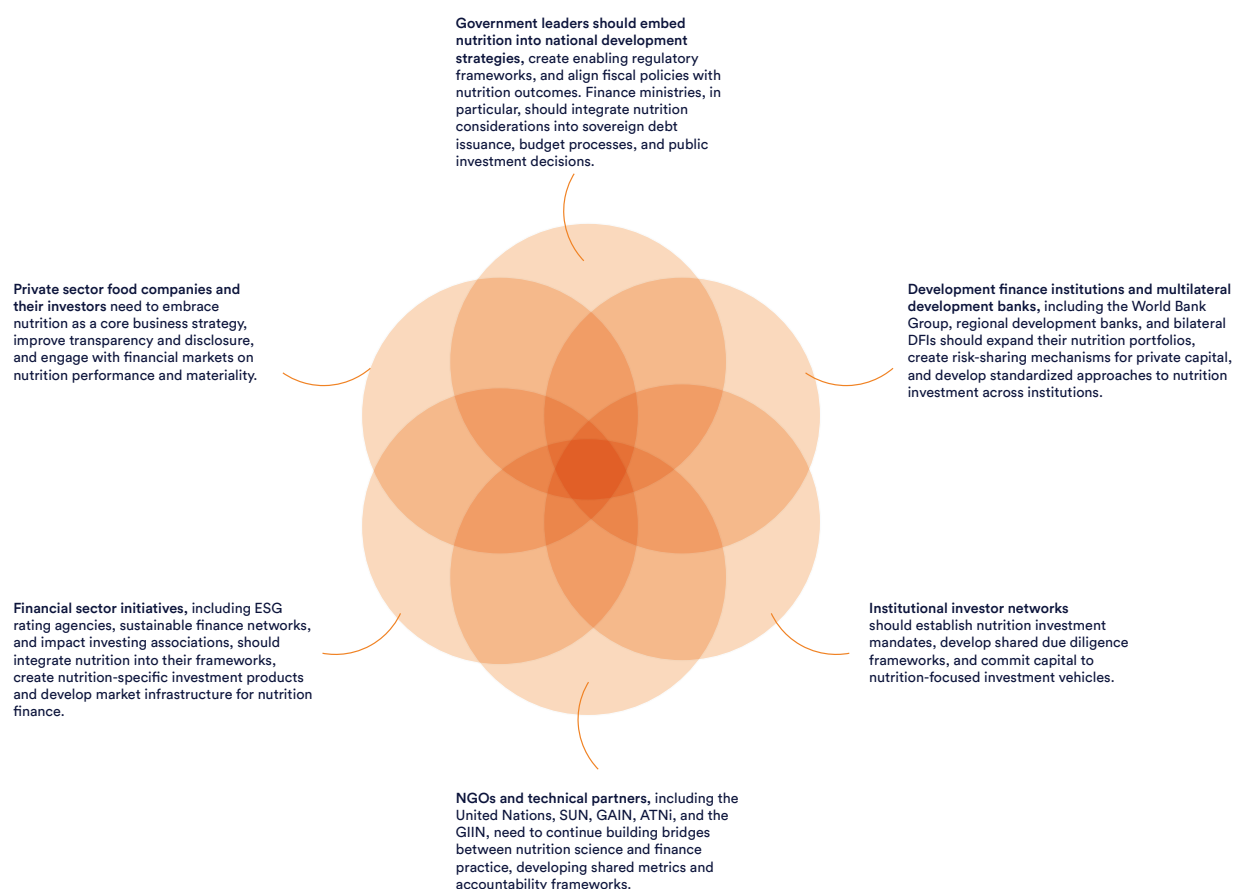 Government leaders should embed
nutrition into national development
strategies, create enabling regulatory
frameworks, and align fiscal policies with
nutrition outcomes. Finance ministries, in
particular, should integrate nutrition
considerations into sovereign debt
issuance, budget processes, and public
investment decisions.
Private sector food companies and
their investors need to embrace
nutrition as a core business strategy,
improve transparency and disclosure,
and engage with financial markets on
nutrition performance and materiality.
Development finance institutions and multilateral
development banks, including the World Bank
Group, regional development banks, and bilateral
DFIs should expand their nutrition portfolios,
create risk-sharing mechanisms for private capital,
and develop standardized approaches to nutrition
investment across institutions.
Financial sector initiatives, including ESG
rating agencies, sustainable finance networks,
and impact investing associations, should
integrate nutrition into their frameworks,
create nutrition-specific investment products
and develop market infrastructure for nutrition
finance.
Institutional investor networks
should establish nutrition investment
mandates, develop shared due diligence
frameworks, and commit capital to
nutrition-focused investment vehicles.
NGOs and technical partners, including the
United Nations, SUN, GAIN, ATNi, and the
GIIN, need to continue building bridges
between nutrition science and finance
practice, developing shared metrics and
accountability frameworks.